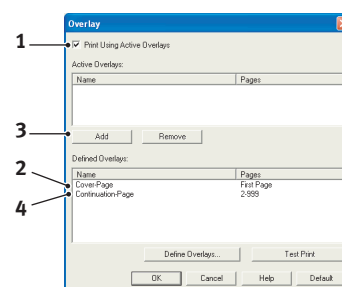 Overlay
1
Print Using Active Overlays
Active Overlays:
Name Pages
3
Add Remove
Defined Overlays:
Name Pages
2
Cover-Page First Page
4
Continuation-Page 2-999
Define Overlays... Test Print
OK Cancel Help Default